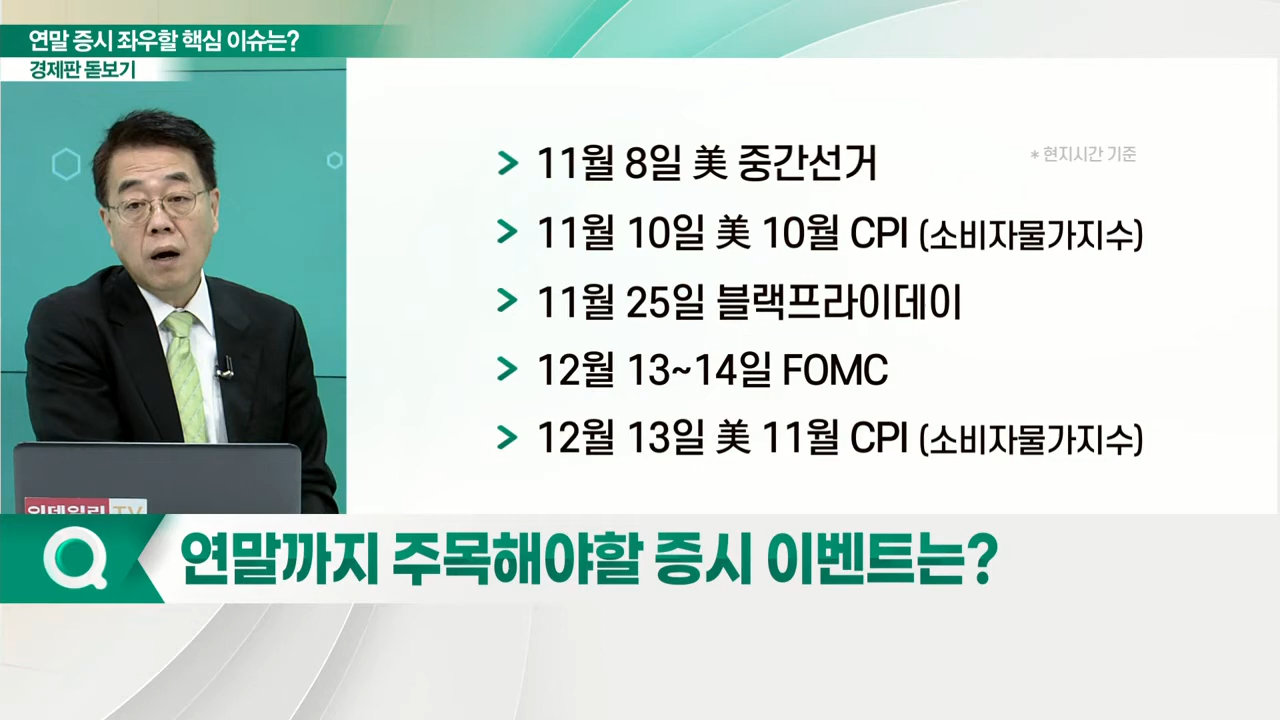 연말 증시 좌우할 핵심 이슈는?
경제판 돋보기
* 현지시간 기준
> 11월 8일 美 중간선거
> 11월 10일 美 10월 CPI (소비자물가지수)
> 11월 25일 블랙프라이데이
> 12월 13~14일 FOMC
> 12월 13일 美 11월 CPI (소비자물가지수)
이데일리 TV
Q 연말까지 주목해야할 증시 이벤트는?